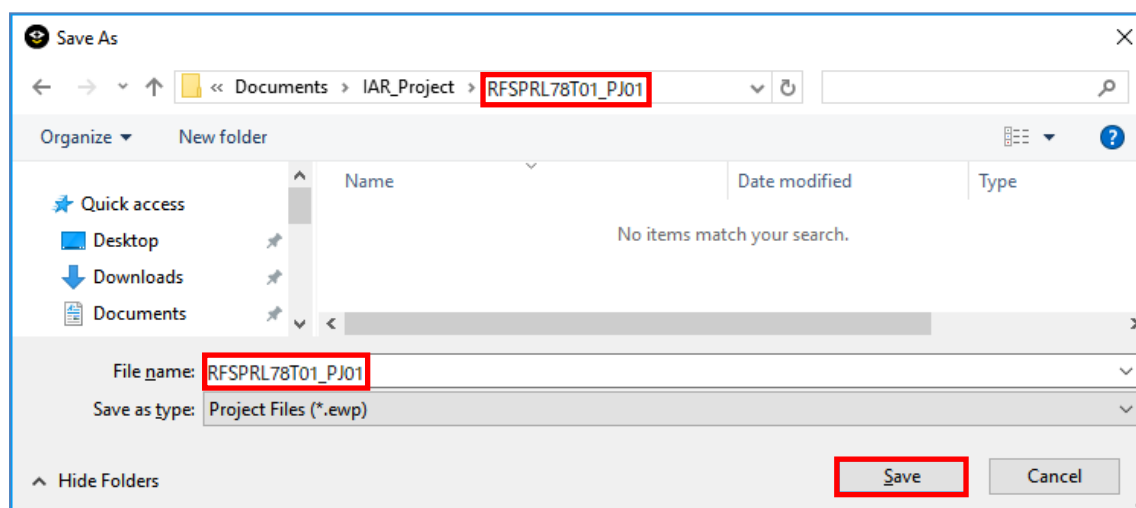 Save As
« Documents > IAR_Project > RFSPRL78T01_PJ01
Organize New folder
Name Date modified Type
Quick access
No items match your search.
Desktop
Downloads
Documents
File name: RFSPRL78T01_PJ01
Save as type: Project Files (*.ewp)
Hide Folders Save Cancel